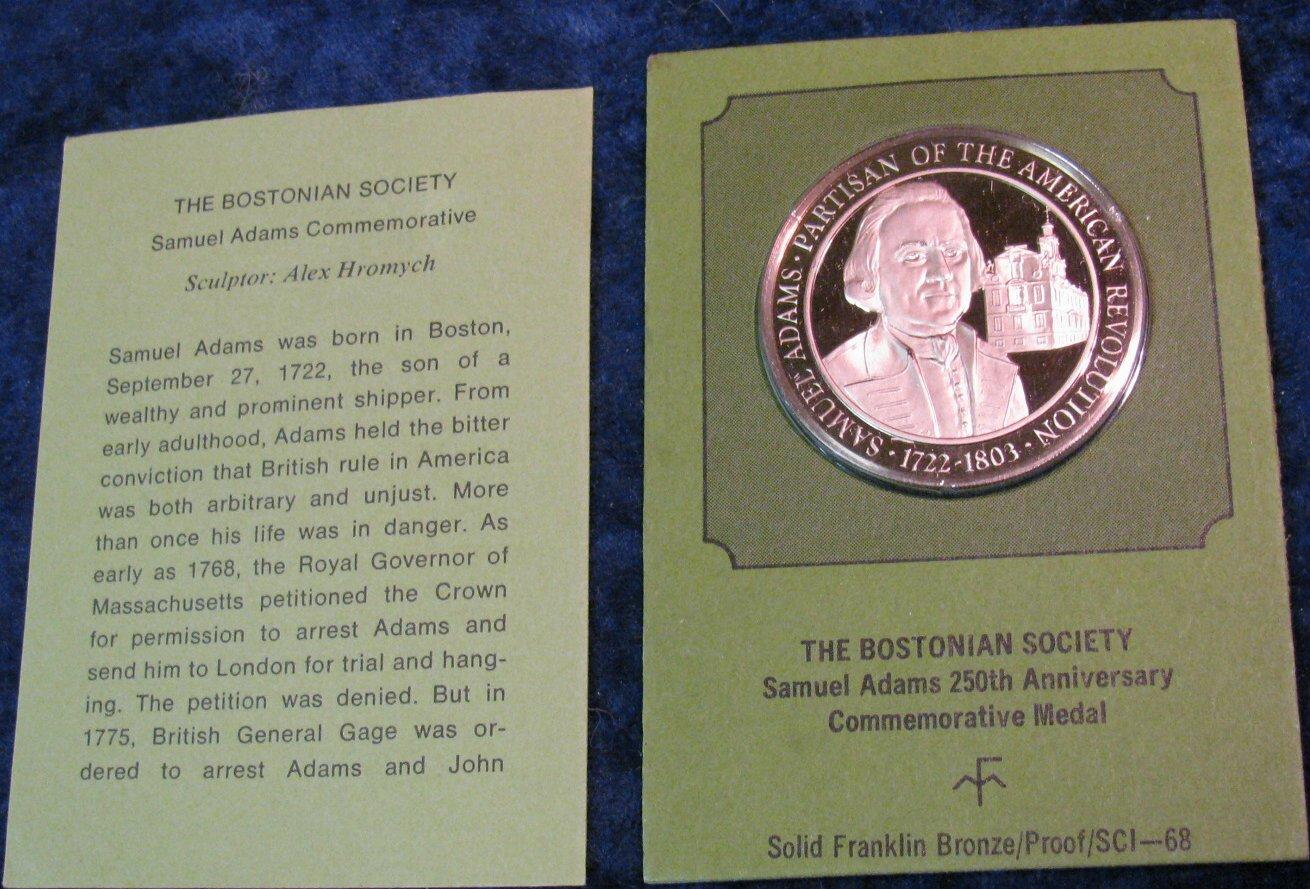 THE BOSTONIAN SOCIETY
Samuel Adams Commemorative
Sculptor: Alex Hromych
Samuel Adams was born in Boston,
September 27, 1722, the son of a
wealthy and prominent shipper. From
early adulthood, Adams held the bitter
conviction that British rule in America
was both arbitrary and unjust. More
than once his life was in danger. As
early as 1768, the Royal Governor of
Massachusetts petitioned the Crown
for permission to arrest Adams and
send him to London for trial and hang-
ing. The petition was denied. But in
1775, British General Gage was or-
dered to arrest Adams and John
SAMUEL ADAMS · PARTISAN OF THE AMERICAN REVOLUTION
· 1722-1803 ·
THE BOSTONIAN SOCIETY
Samuel Adams 250th Anniversary
Commemorative Medal
Solid Franklin Bronze/Proof/SCI—68